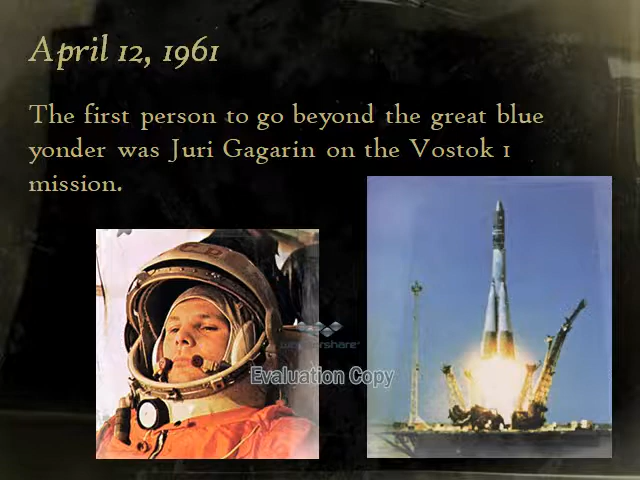 April 12, 1961
The first person to go beyond the great blue
yonder was Juri Gagarin on the Vostok 1
mission.
wondershare
Evaluation Copy